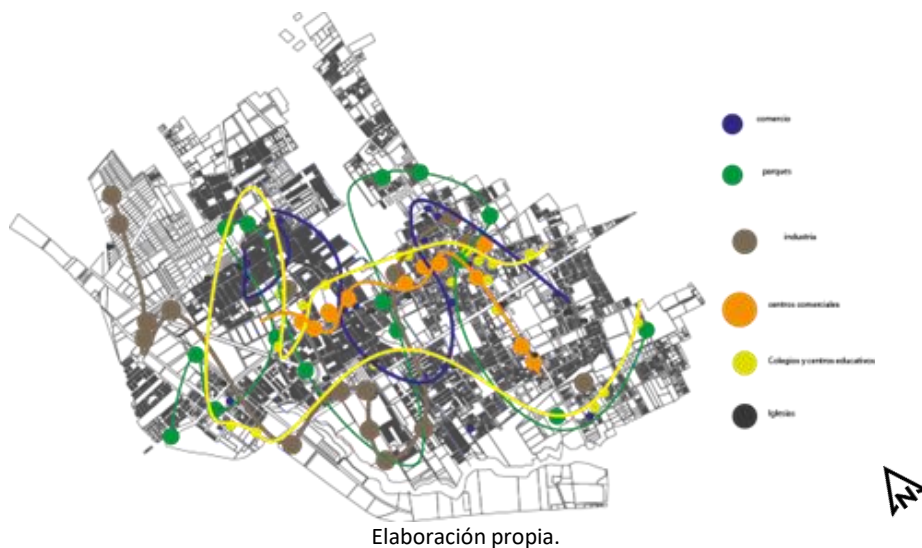 comercio
parques
industria
centros comerciales
Colegios y centros educativos
Iglesias
N
Elaboración propia.